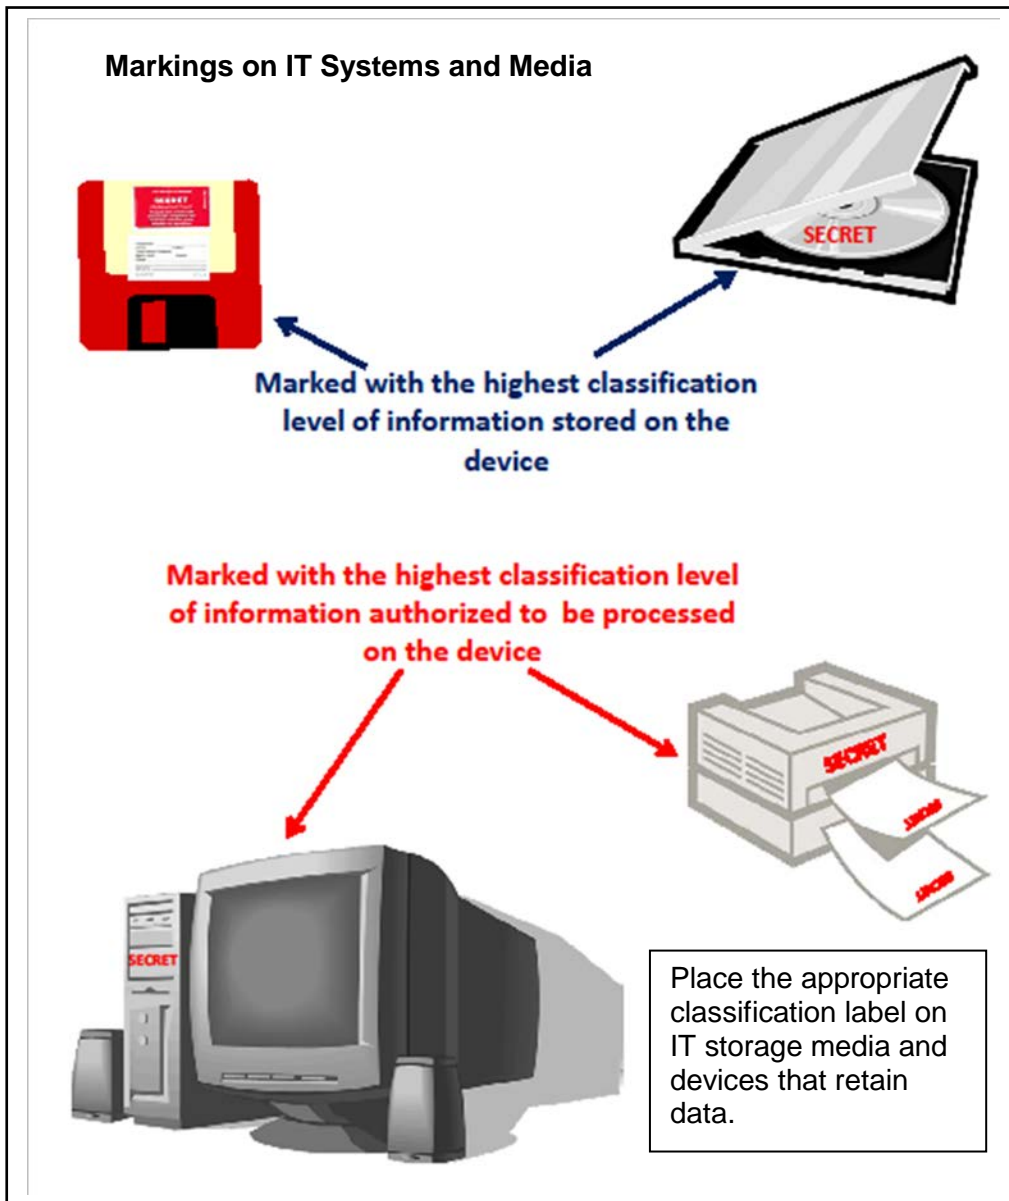 Markings on IT Systems and Media
SECRET
SECRET
Marked with the highest classification
level of information stored on the
device
Marked with the highest classification level
of information authorized to be processed
on the device
SECRET
SECRET
SECRET
SECRET
Place the appropriate
classification label on
IT storage media and
devices that retain
data.